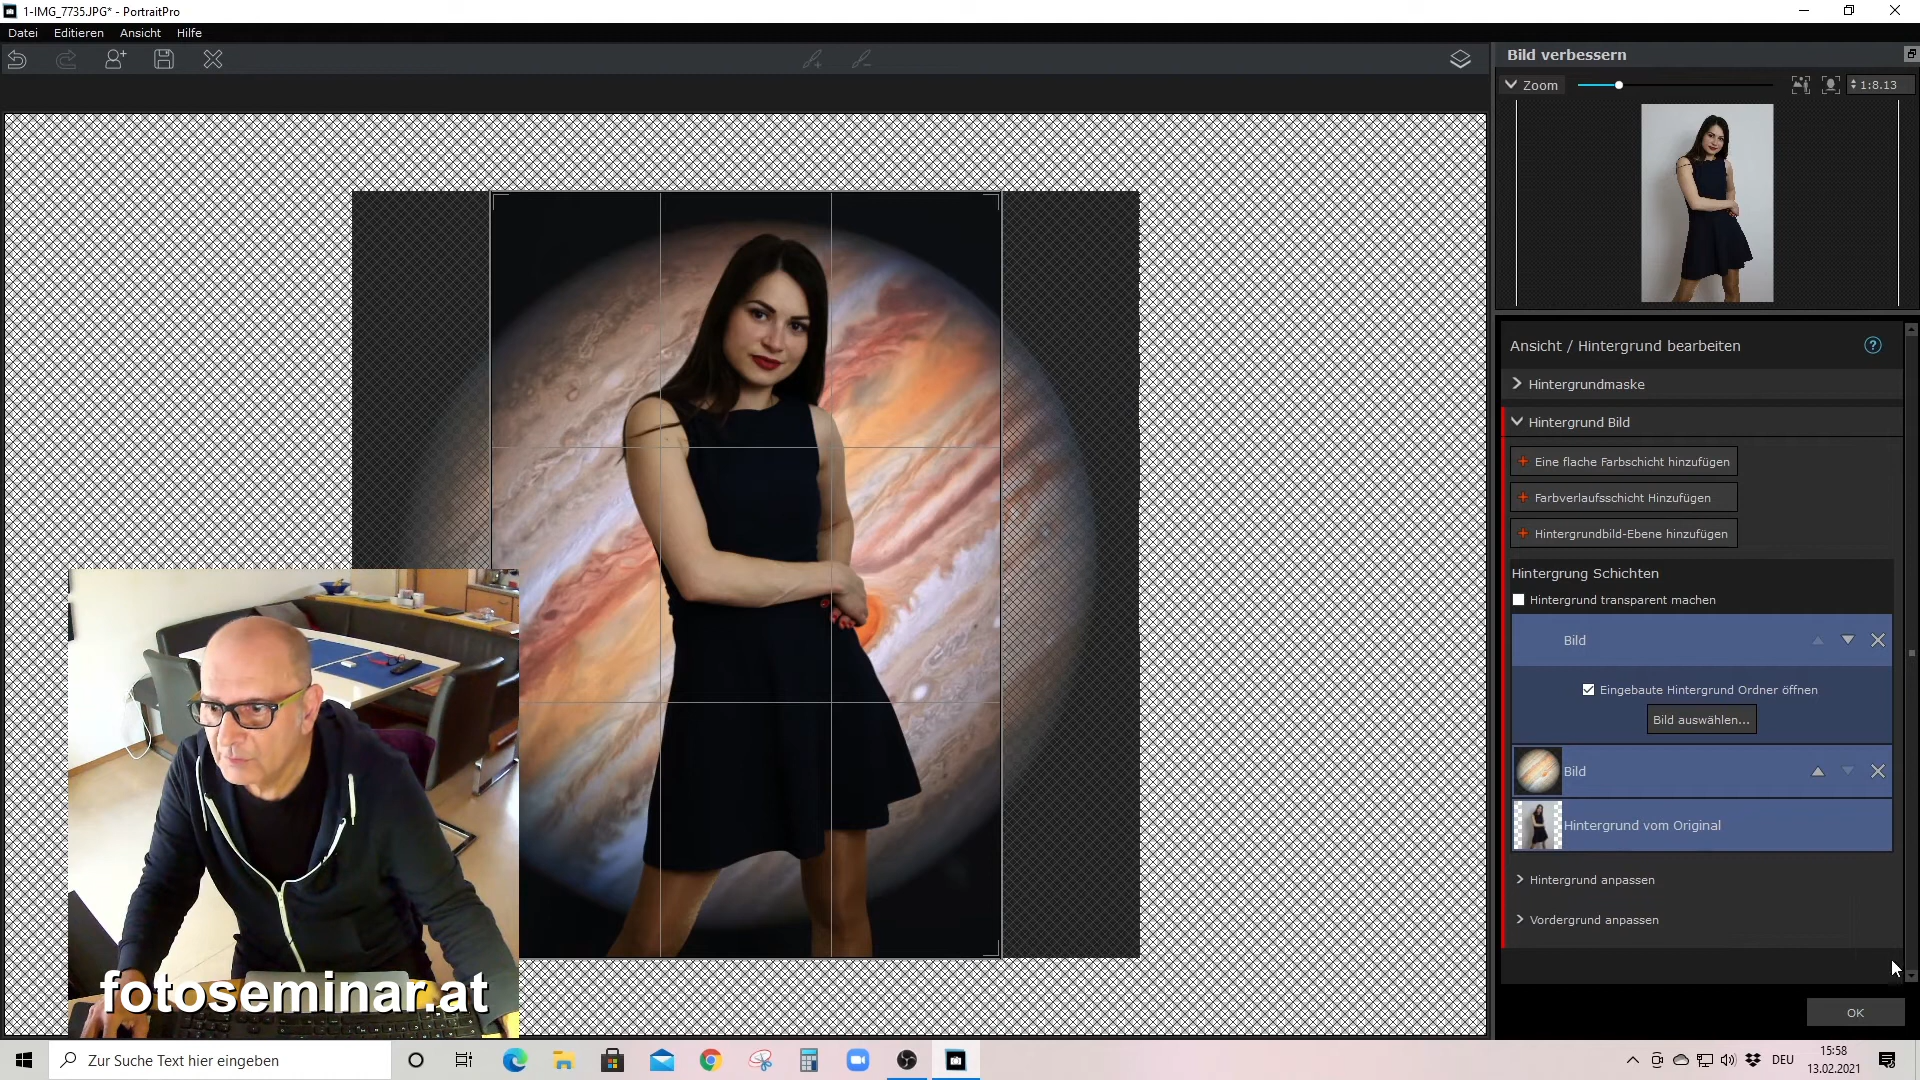 1-IMG_7735.JPG* - PortraitPro
Datei Editieren Ansicht Hilfe
Bild verbessern
Zoom 1:8.13
Ansicht / Hintergrund bearbeiten ?
Hintergrundmaske
Hintergrund Bild
+ Eine flache Farbschicht hinzufügen
+ Farbverlaufsschicht Hinzufügen
+ Hintergrundbild-Ebene hinzufügen
Hintergrung Schichten
Hintergrund transparent machen
Bild
Eingebaute Hintergrund Ordner öffnen
Bild auswählen...
Bild
Hintergrund vom Original
Hintergrund anpassen
Vordergrund anpassen
OK
fotoseminar.at
Zur Suche Text hier eingeben
DEU
15:58
13.02.2021